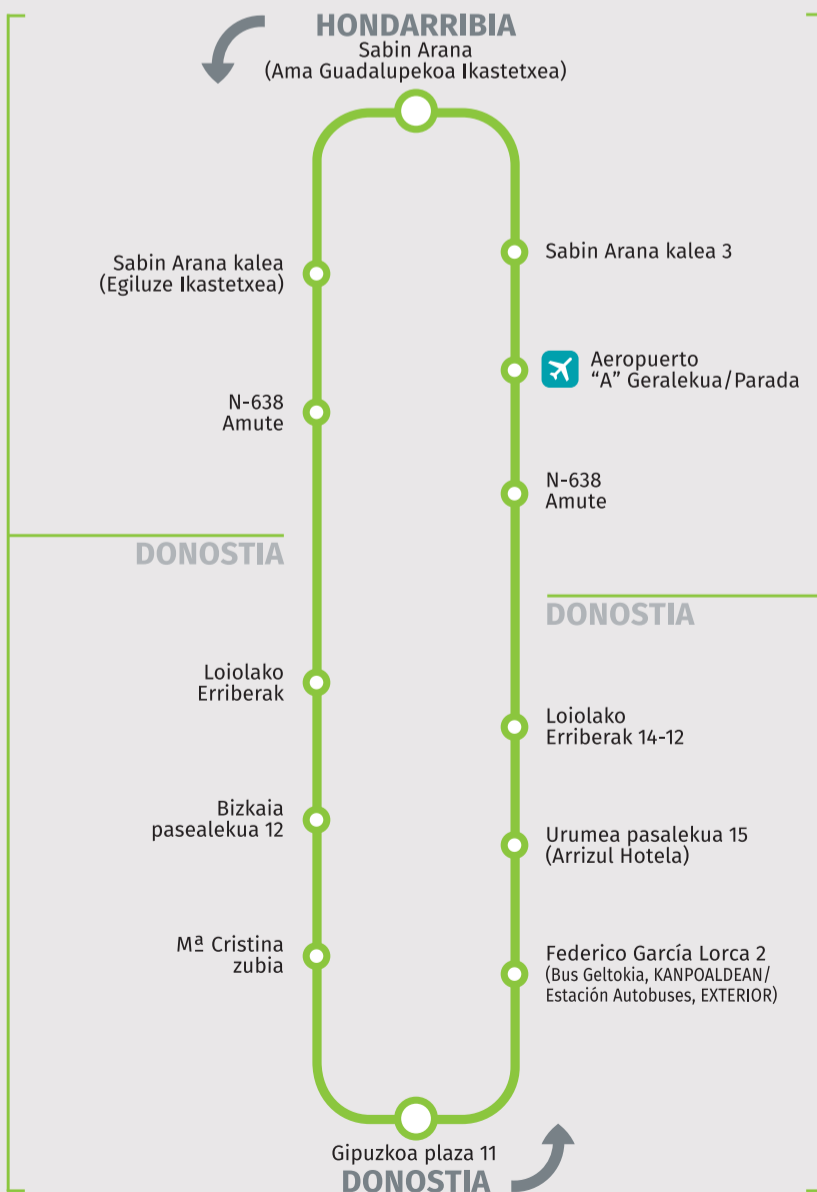 HONDARRIBIA
Sabin Arana
(Ama Guadalupekoa Ikastetxea)
Sabin Arana kalea
(Egiluze Ikastetxea)
N-638
Amute
DONOSTIA
Loiolako
Erriberak
Bizkaia
pasealekua 12
Mª Cristina
zubia
Sabin Arana kalea 3
Aeropuerto
“A” Geralekua/Parada
N-638
Amute
DONOSTIA
Loiolako
Erriberak 14-12
Urumea pasalekua 15
(Arrizul Hotela)
Federico García Lorca 2
(Bus Geltokia, KANPOALDEAN/
Estación Autobuses, EXTERIOR)
Gipuzkoa plaza 11
DONOSTIA